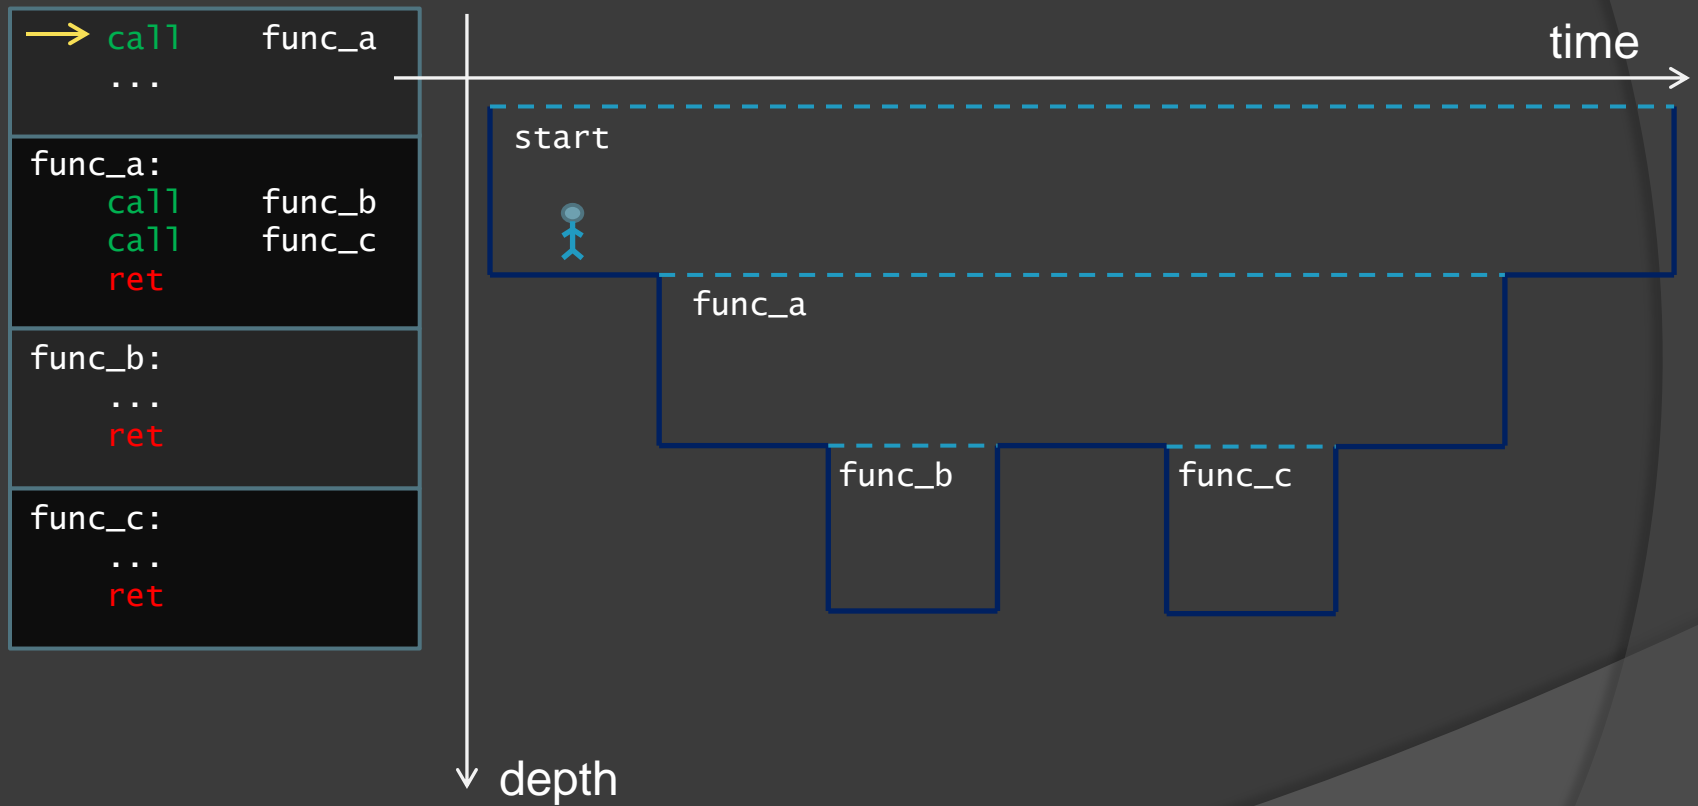 call func_a
...
func_a:
call func_b
call func_c
ret
func_b:
...
ret
func_c:
...
ret
time
start
func_a
func_b
func_c
depth